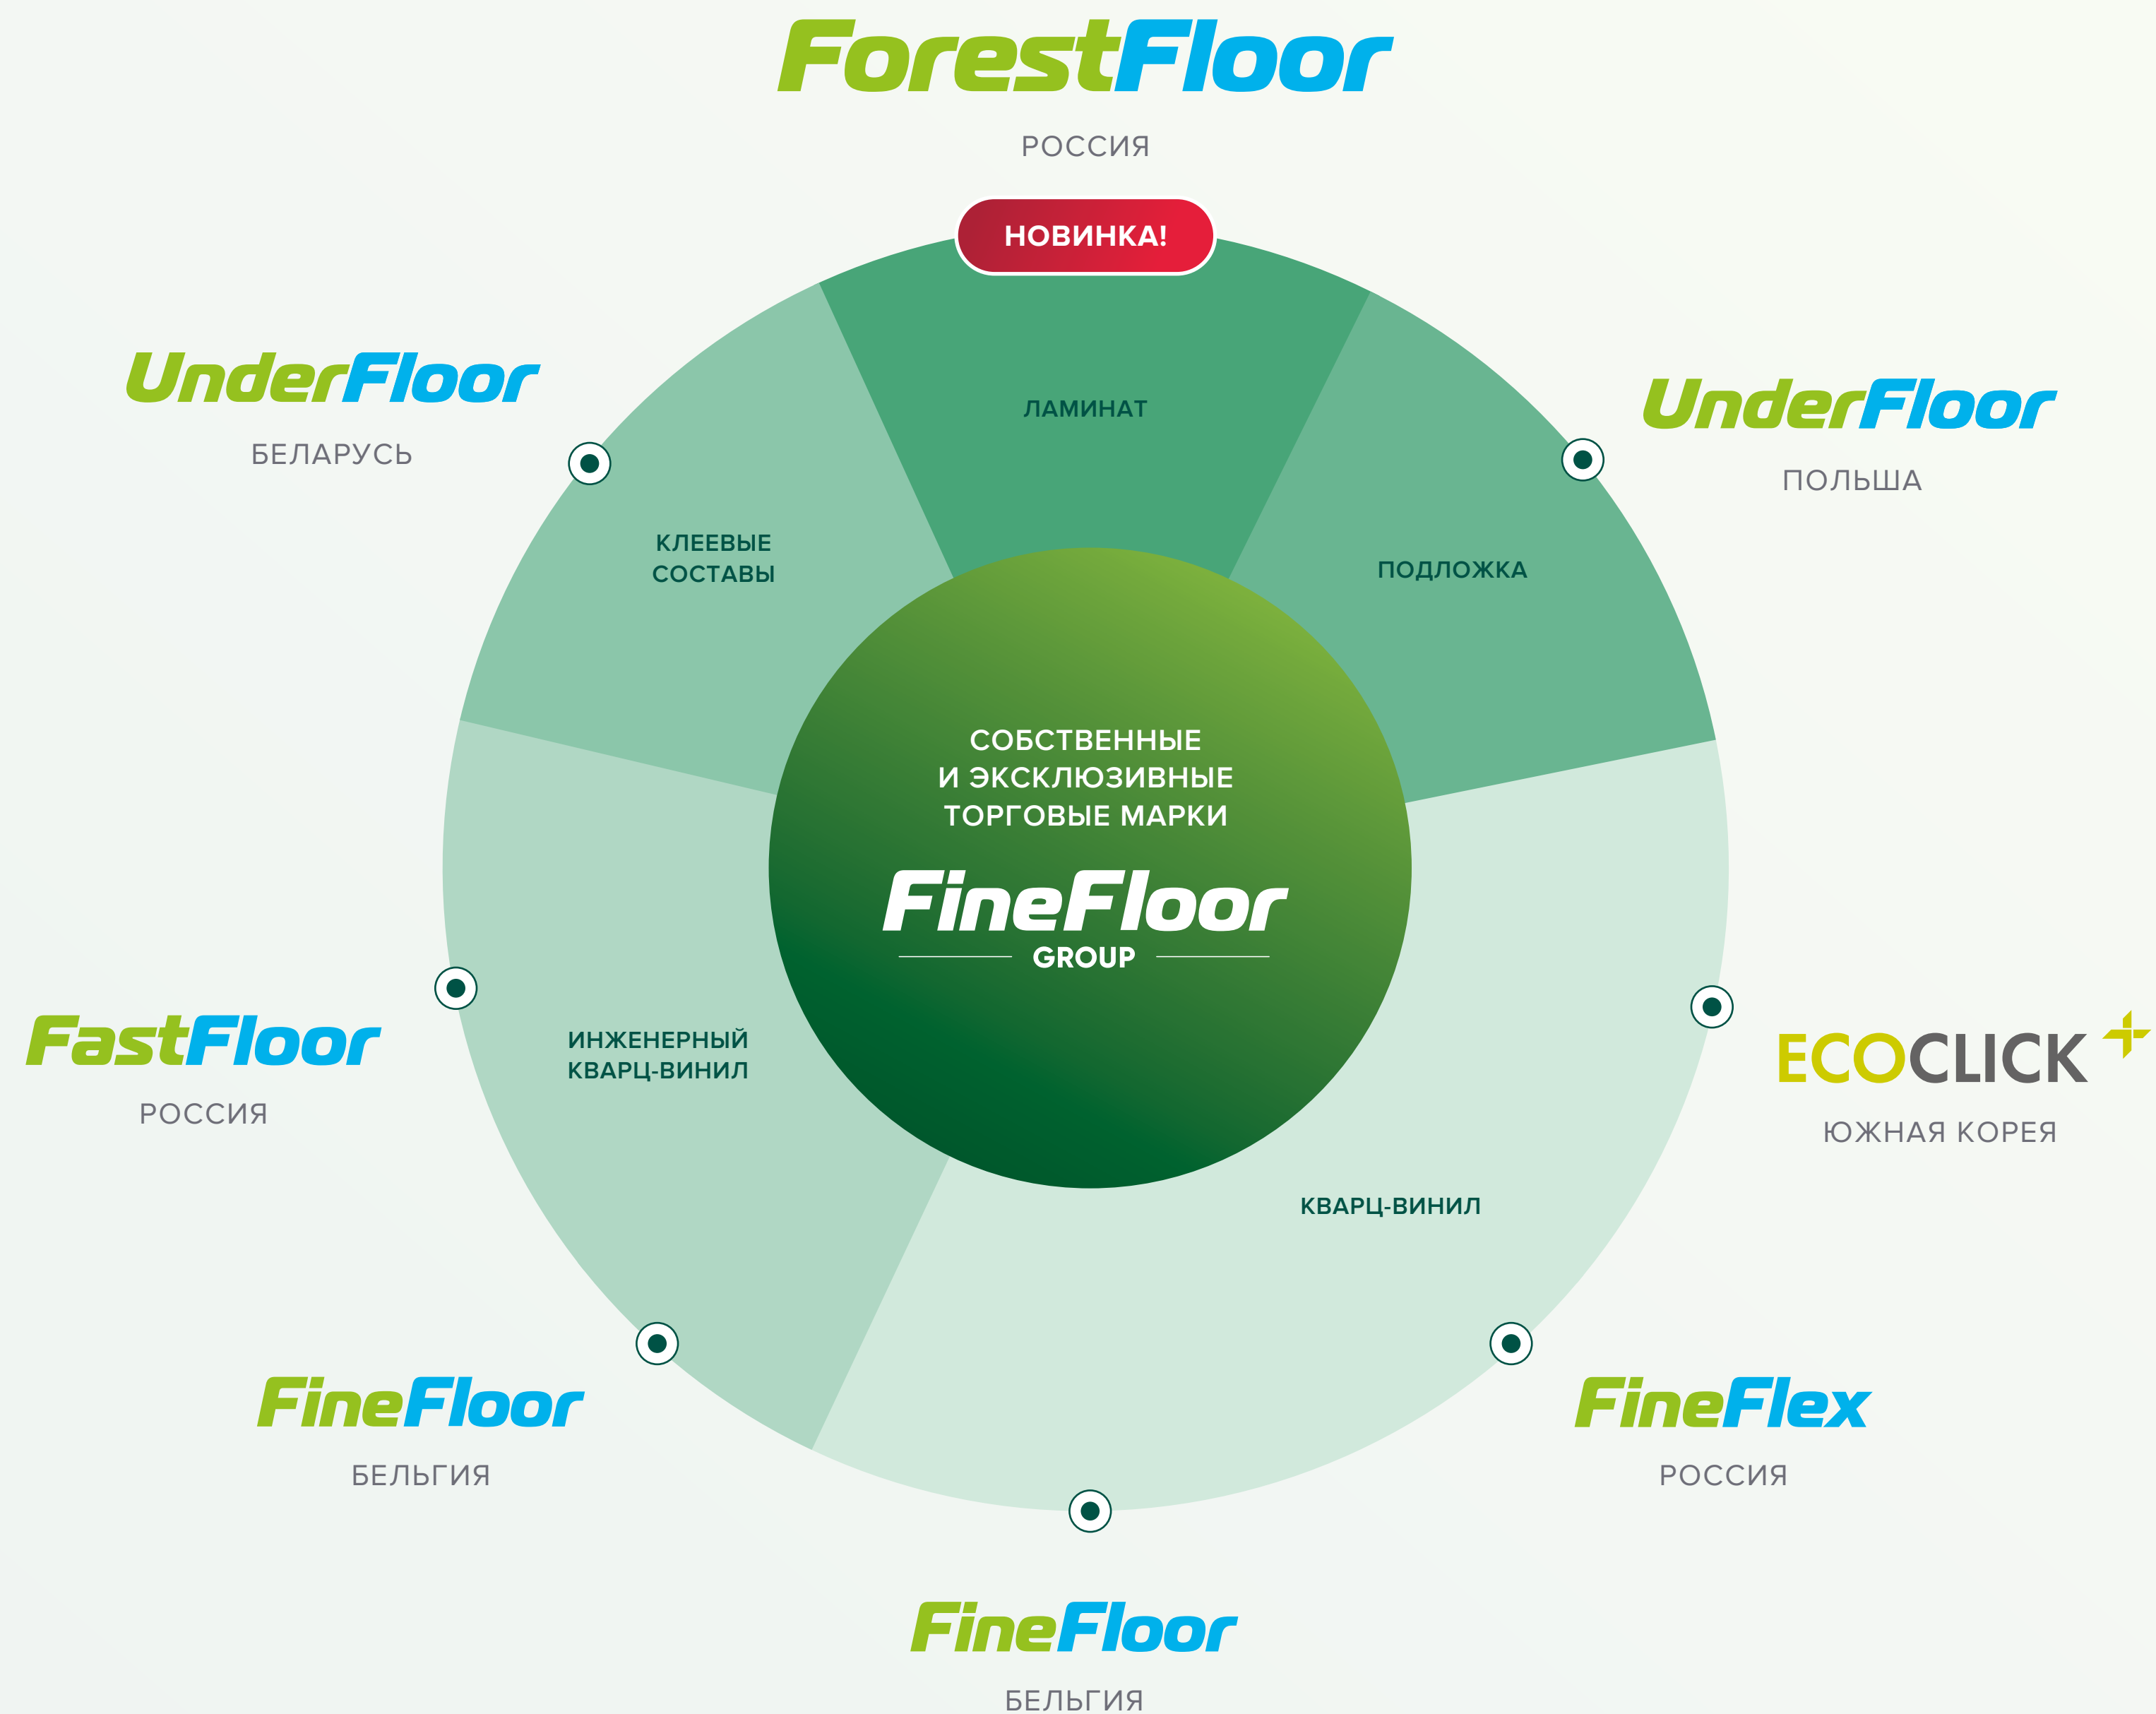 ForestFloor
РОССИЯ
НОВИНКА!
ЛАМИНАТ
UnderFloor
БЕЛАРУСЬ
UnderFloor
ПОЛЬША
КЛЕЕВЫЕ
СОСТАВЫ
ПОДЛОЖКА
СОБСТВЕННЫЕ
И ЭКСКЛЮЗИВНЫЕ
ТОРГОВЫЕ МАРКИ
FineFloor
GROUP
FastFloor
РОССИЯ
ИНЖЕНЕРНЫЙ
КВАРЦ-ВИНИЛ
ECOCLICK+
ЮЖНАЯ КОРЕЯ
КВАРЦ-ВИНИЛ
FineFloor
БЕЛЬГИЯ
FineFlex
РОССИЯ
FineFloor
БЕЛЬГИЯ